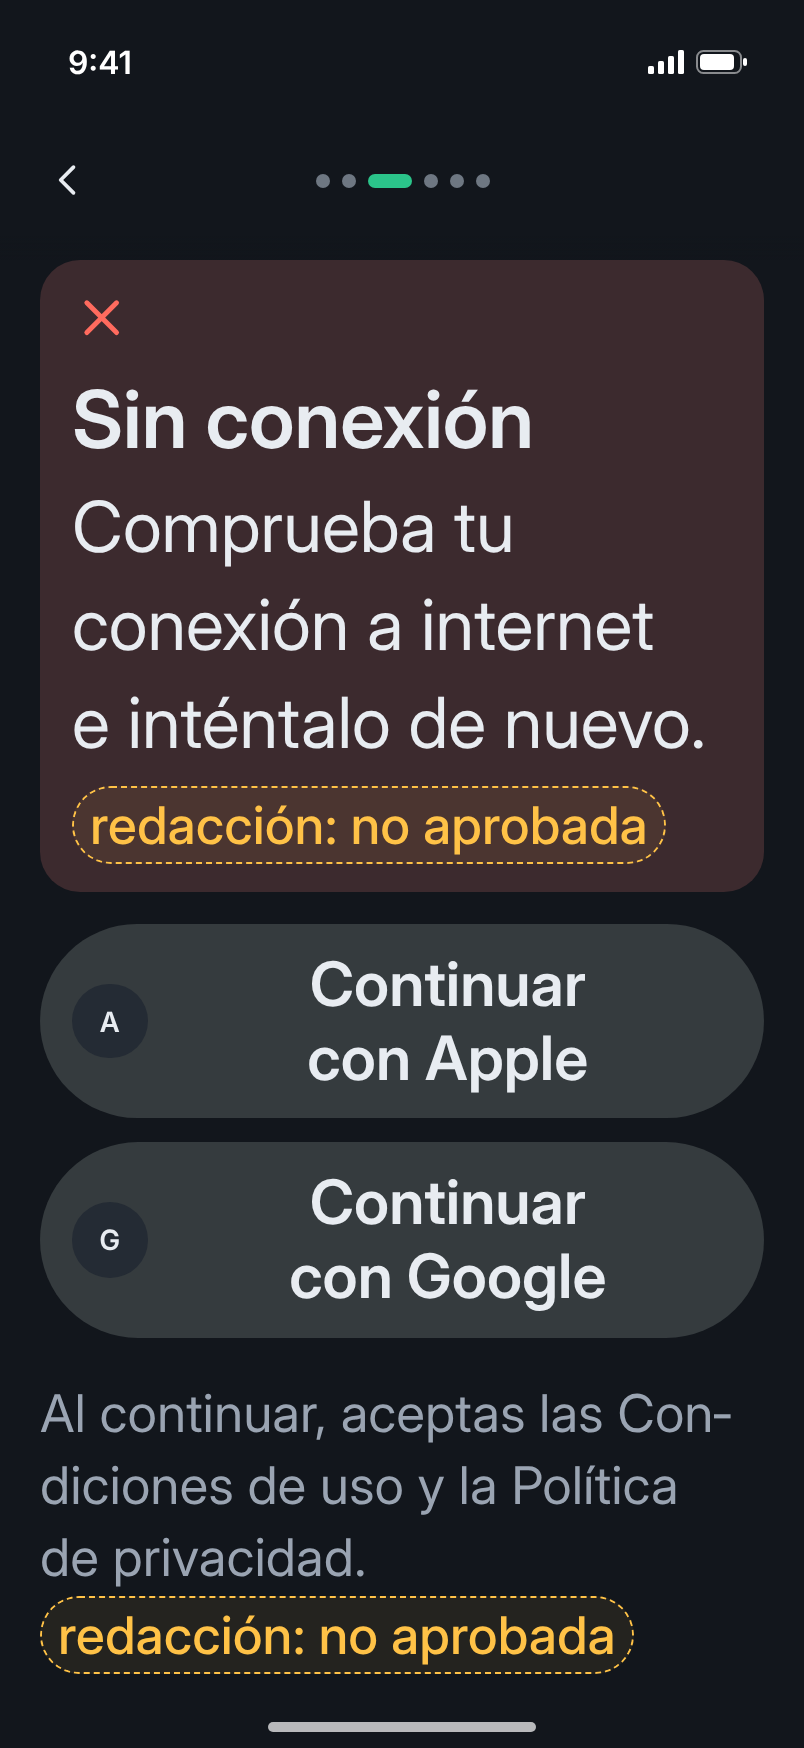 9:41
Sin conexión
Comprueba tu
conexión a internet
e inténtalo de nuevo.
redacción: no aprobada
A
Continuar
con Apple
G
Continuar
con Google
Al continuar, aceptas las Con-
diciones de uso y la Política
de privacidad.
redacción: no aprobada